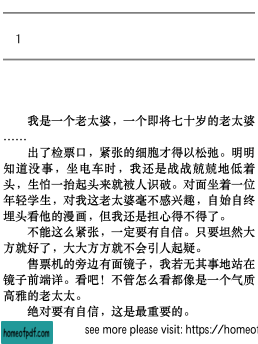 1
我是一个老太婆，一个即将七十岁的老太婆
……
出了检票口，紧张的细胞才得以松弛。明明
知道没事，坐电车时，我还是战战兢兢地低着
头，生怕一抬起头来就被人识破。对面坐着一位
年轻学生，对我这老太婆毫不感兴趣，自始自终
埋头看他的漫画，但我还是担心得不得了。
不能这么紧张，一定要有自信。只要坦然大
方就好了，大大方方就不会引人起疑。
售票机的旁边有面镜子，我若无其事地站在
镜子前端详。看吧！不管怎么看都像是一个气质
高雅的老太太。
绝对要有自信，这是最重要的。
homeofpdf.com
see more please visit: https://homeof